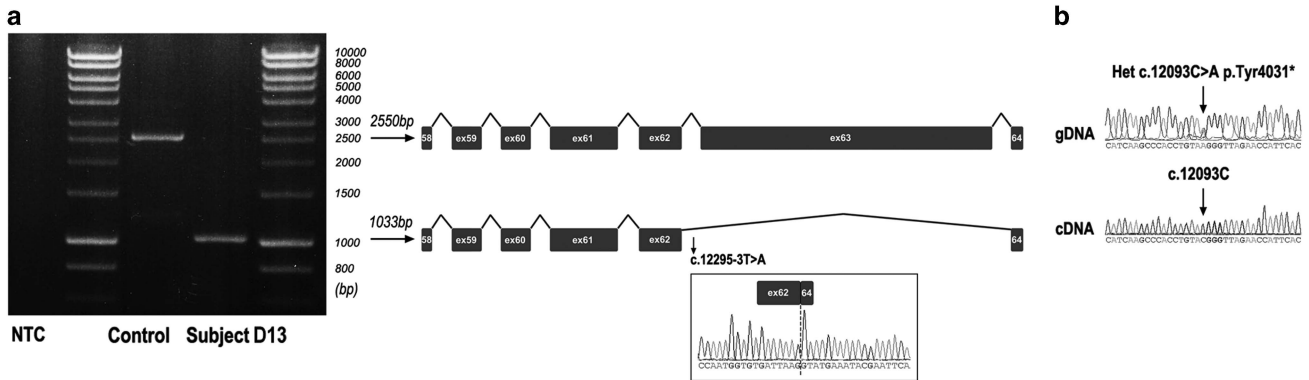 a
10000
8000
6000
5000
4000
3000
2500
2000
1500
1000
800
(bp)
NTC Control Subject D13
2550bp
58 ex59 ex60 ex61 ex62 ex63 64
1033bp
58 ex59 ex60 ex61 ex62 64
c.12295-3T>A
ex62 64
CCAATGGTGTGATTAAGGTATGAAATACGAATTCA
b
Het c.12093C>A p.Tyr4031*
gDNA
CATCAAGCCCACCTGTAAGGGTTAGAACCATTCAC
c.12093C
cDNA
CATCAAGCCCACCTGTACGGGTTAGAACCATTCAC